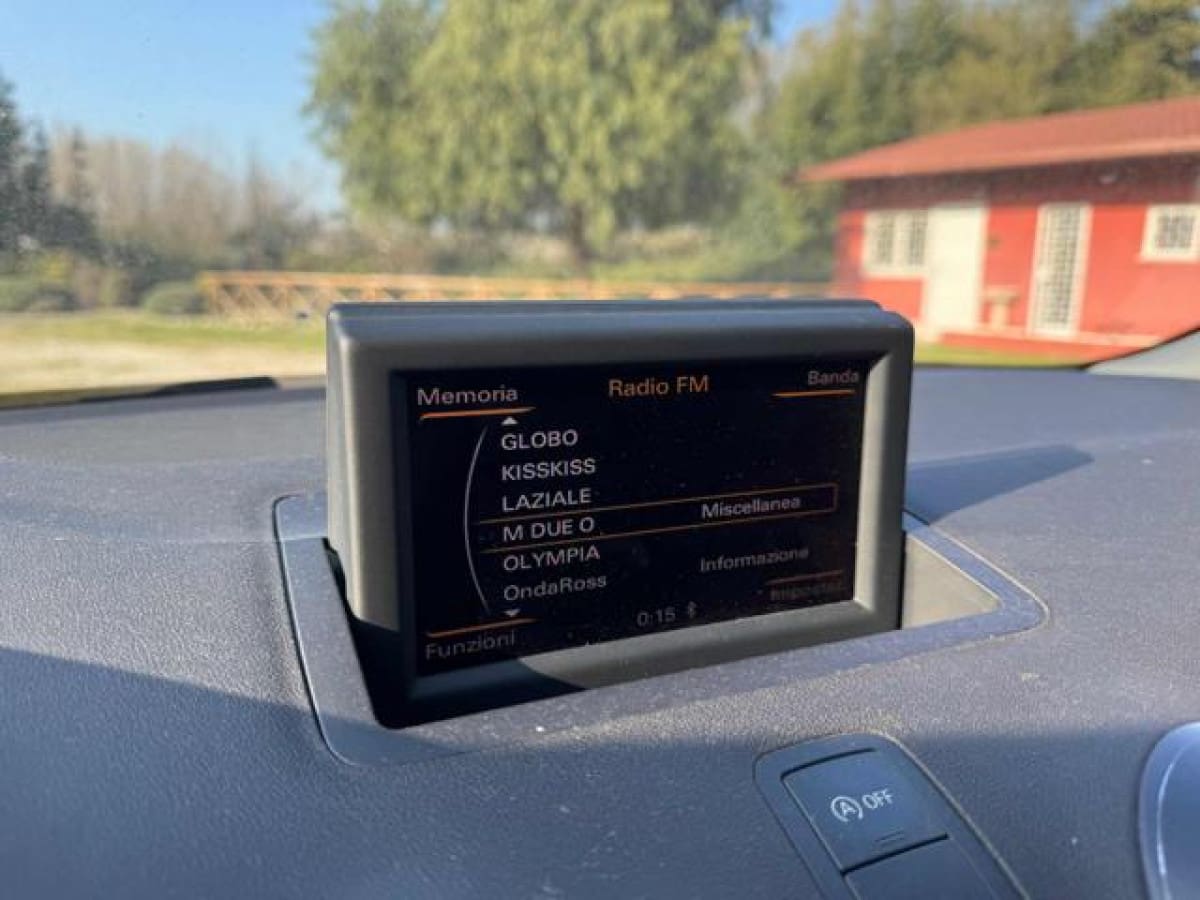 Memoria Radio FM Banda
GLOBO
KISSKISS
LAZIALE
M DUE O Miscellanea
OLYMPIA
OndaRoss Informazione
Funzioni 0:15
OFF